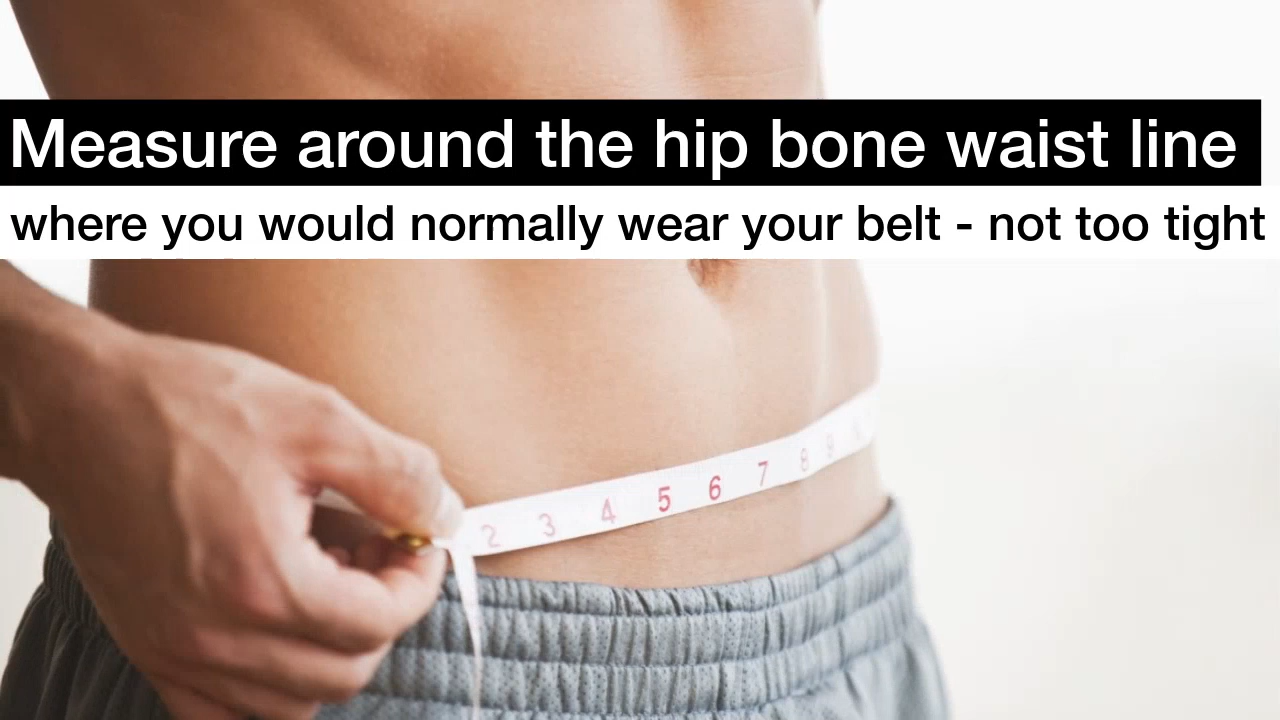 Measure around the hip bone waist line
where you would normally wear your belt - not too tight
2 3 4 5 6 7 8 9